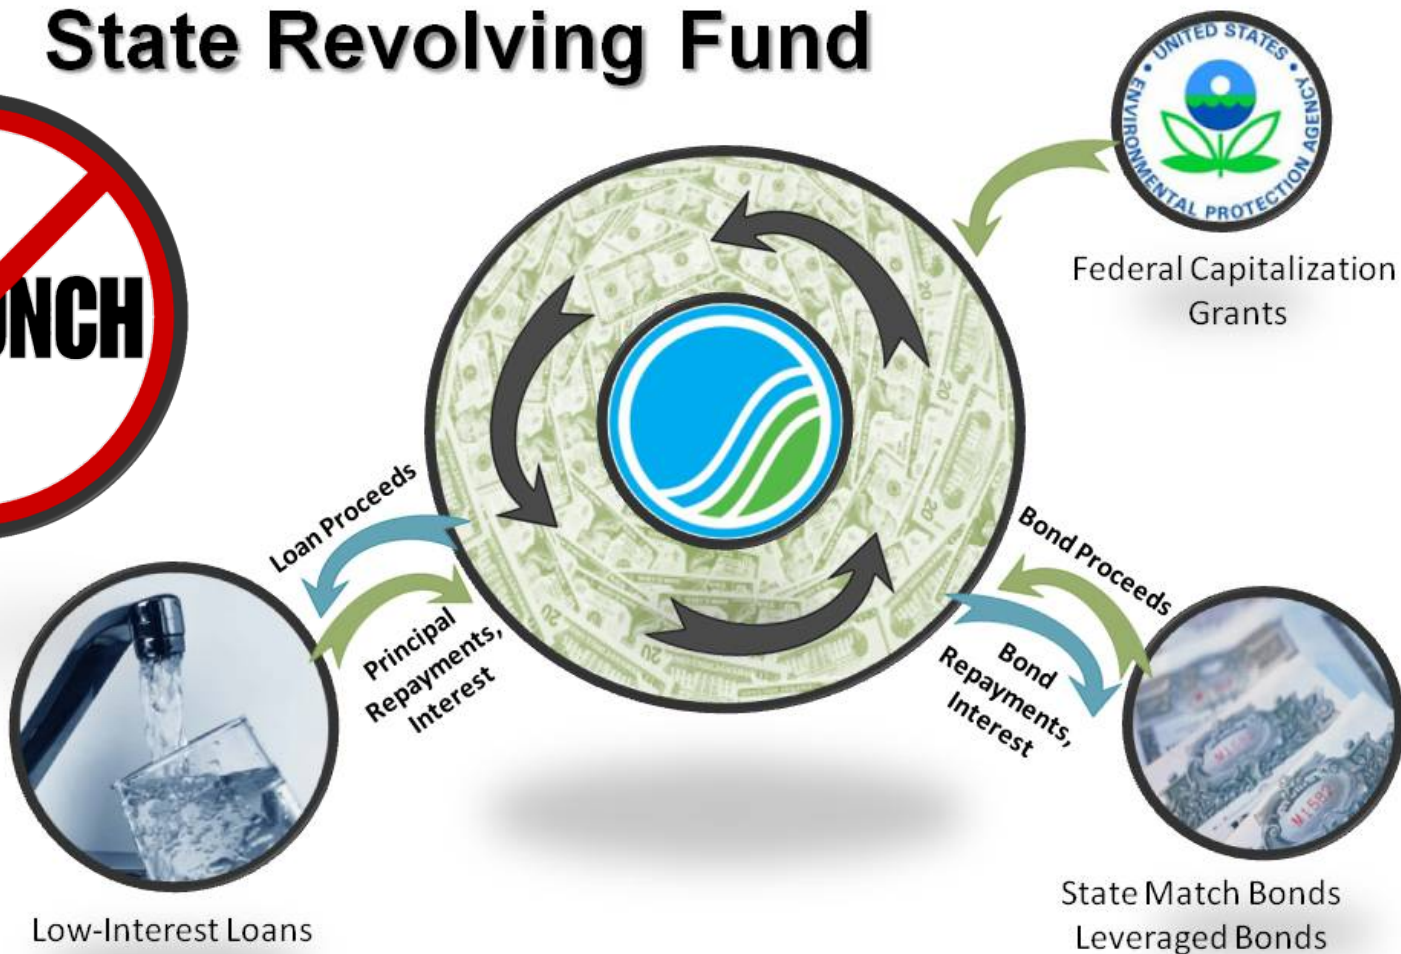 State Revolving Fund
UNITED STATES
ENVIRONMENTAL PROTECTION AGENCY
Federal Capitalization
Grants
Loan Proceeds
Principal
Repayments,
Interest
Bond Proceeds
Bond
Repayments,
Interest
Low-Interest Loans
State Match Bonds
Leveraged Bonds